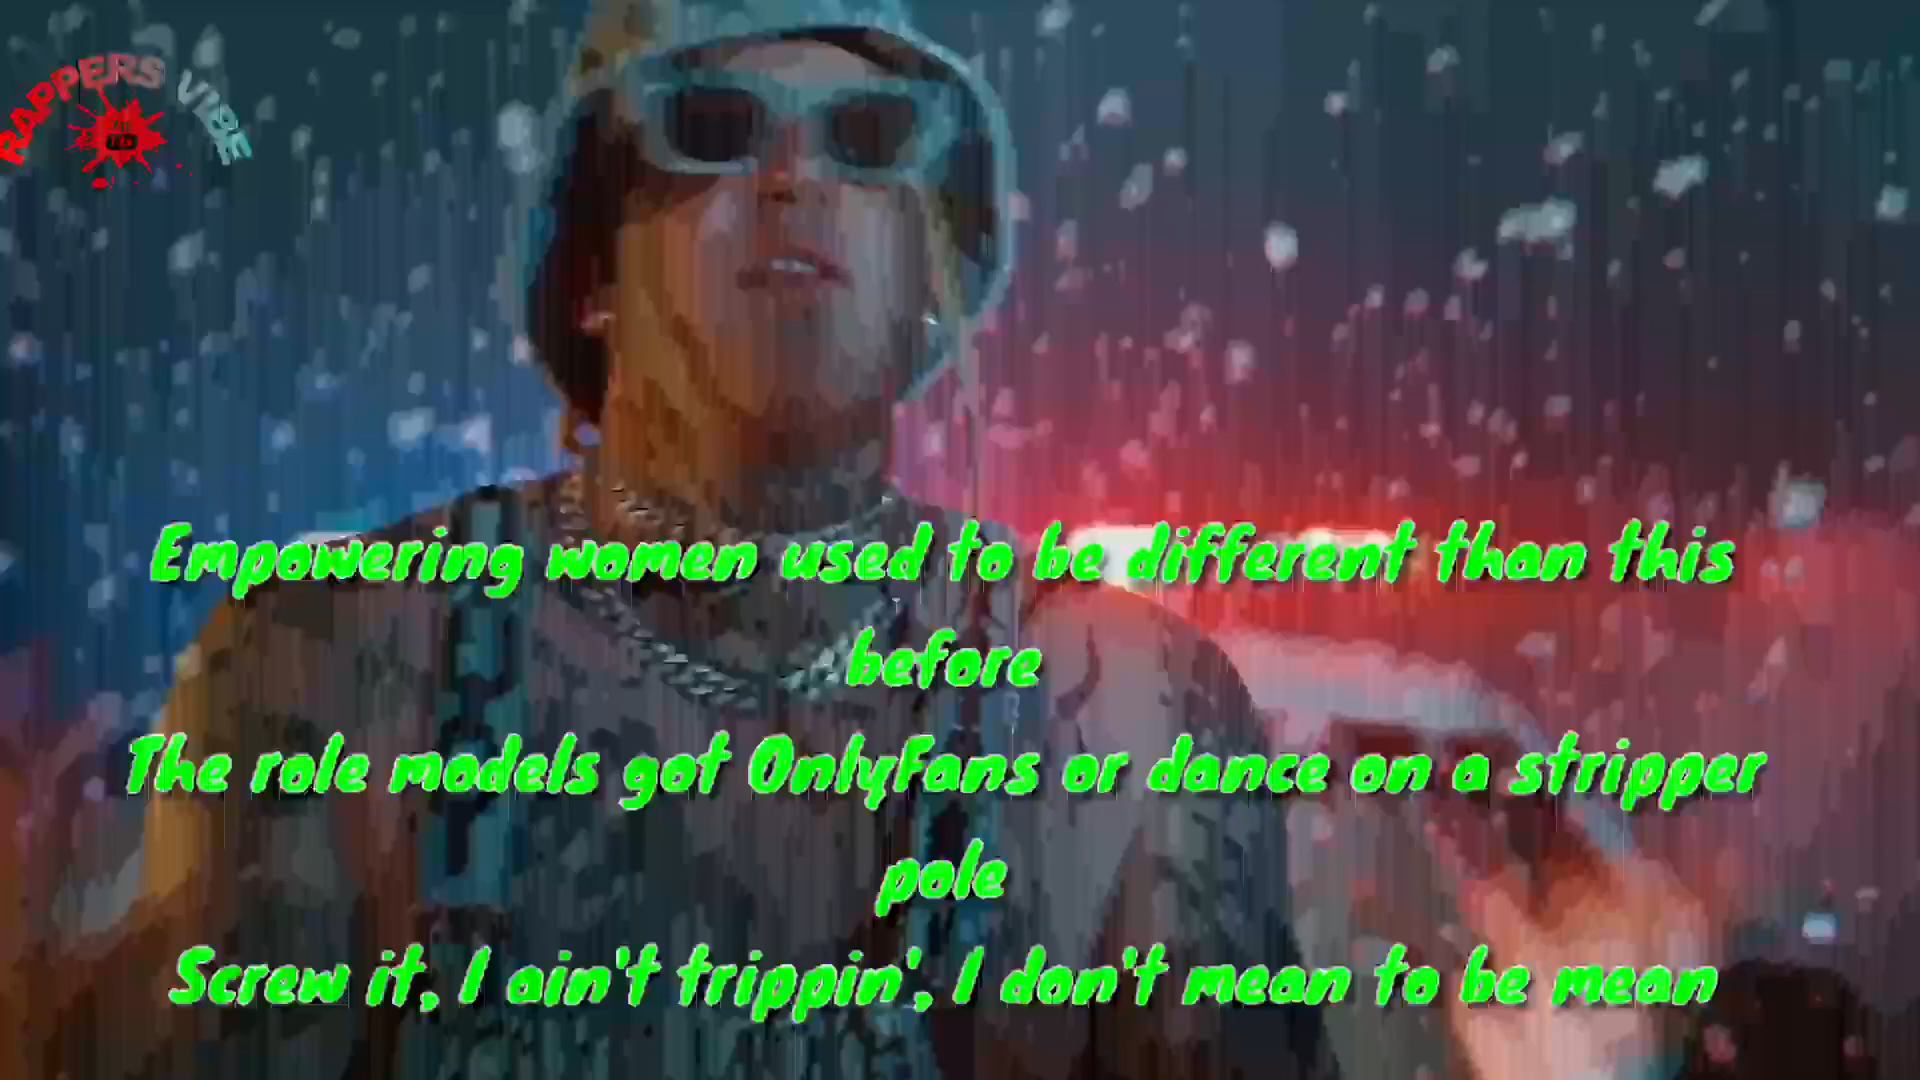 RAPPERS VIBE
Empowering women used to be different than this
before
The role models got OnlyFans or dance on a stripper
pole
Screw it, I ain't trippin', I don't mean to be mean